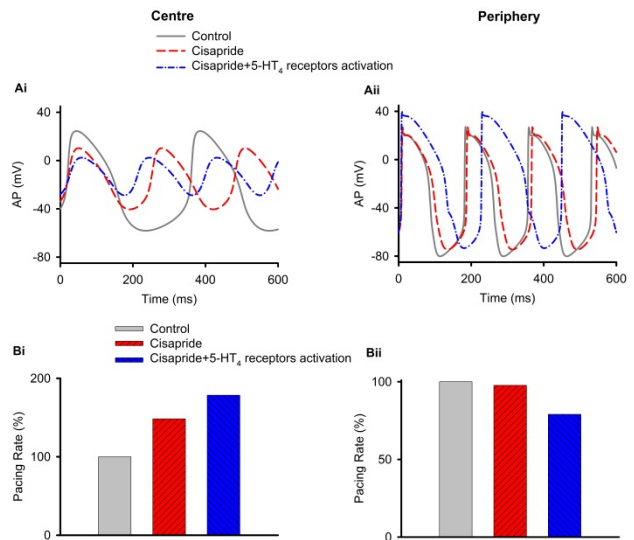 Centre
Periphery
Control
Cisapride
Cisapride+5-HT4 receptors activation
Ai
40
0
-40
-80
AP (mV)
0 200 400 600
Time (ms)
Aii
40
0
-40
-80
AP (mV)
0 200 400 600
Time (ms)
Control
Cisapride
Cisapride+5-HT4 receptors activation
Bi
200
100
0
Pacing Rate (%)
Bii
100
50
0
Pacing Rate (%)